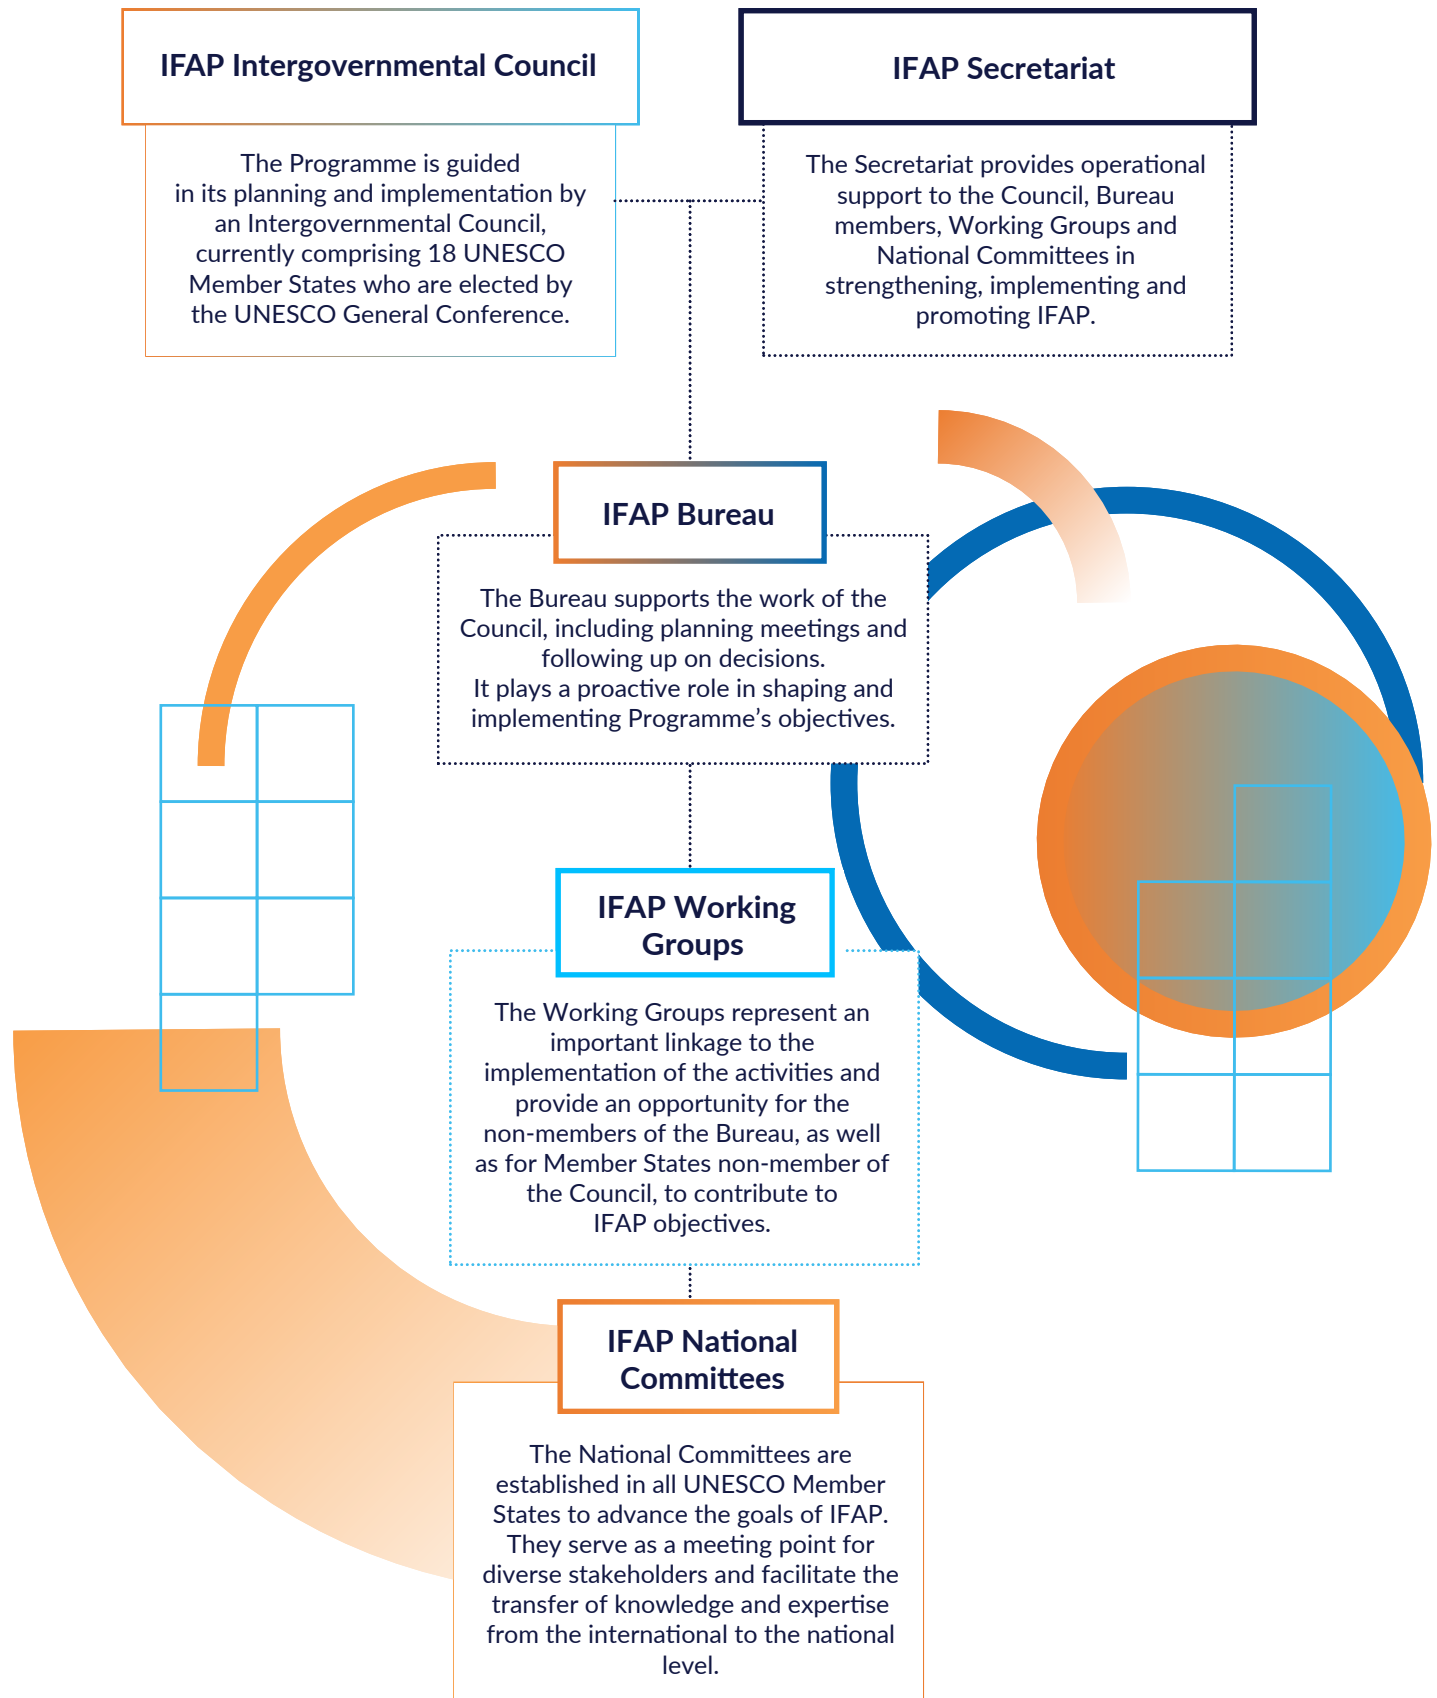 IFAP Intergovernmental Council
The Programme is guided
in its planning and implementation by
an Intergovernmental Council,
currently comprising 18 UNESCO
Member States who are elected by
the UNESCO General Conference.
IFAP Secretariat
The Secretariat provides operational
support to the Council, Bureau
members, Working Groups and
National Committees in
strengthening, implementing and
promoting IFAP.
IFAP Bureau
The Bureau supports the work of the
Council, including planning meetings and
following up on decisions.
It plays a proactive role in shaping and
implementing Programme’s objectives.
IFAP Working
Groups
The Working Groups represent an
important linkage to the
implementation of the activities and
provide an opportunity for the
non-members of the Bureau, as well
as for Member States non-member of
the Council, to contribute to
IFAP objectives.
IFAP National
Committees
The National Committees are
established in all UNESCO Member
States to advance the goals of IFAP.
They serve as a meeting point for
diverse stakeholders and facilitate the
transfer of knowledge and expertise
from the international to the national
level.